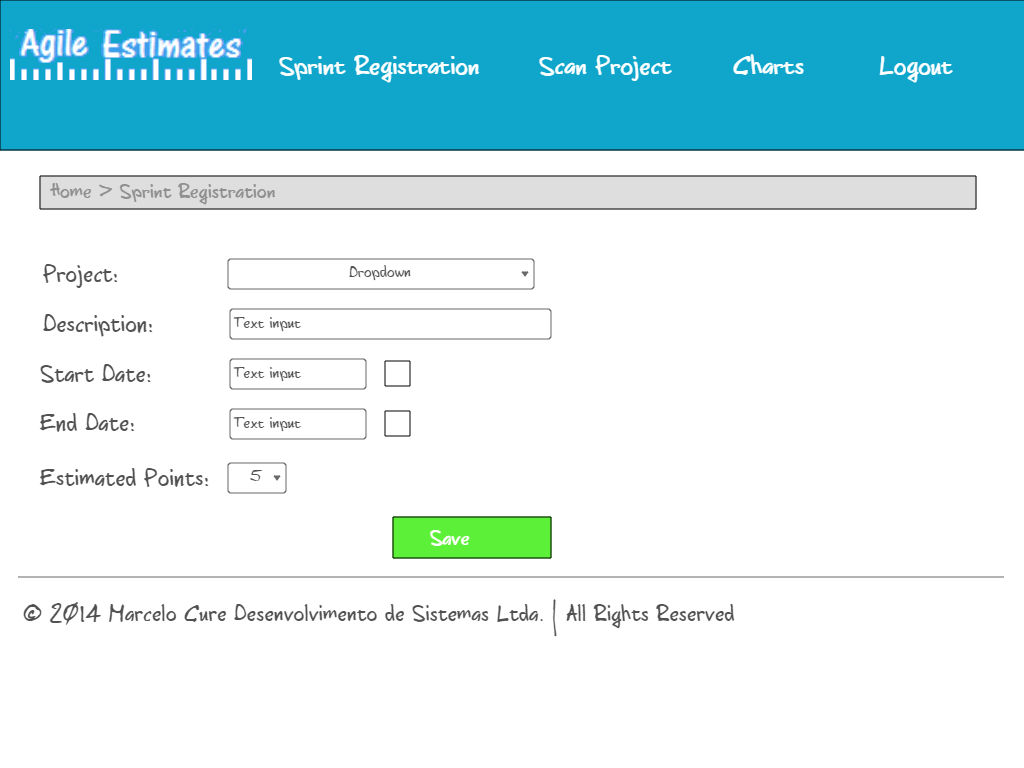 Agile Estimates
Sprint Registration Scan Project Charts Logout
Home > Sprint Registration
Project: Dropdown
Description: Text input
Start Date: Text input
End Date: Text input
Estimated Points: 5
Save
© 2014 Marcelo Cure Desenvolvimento de Sistemas Ltda. | All Rights Reserved